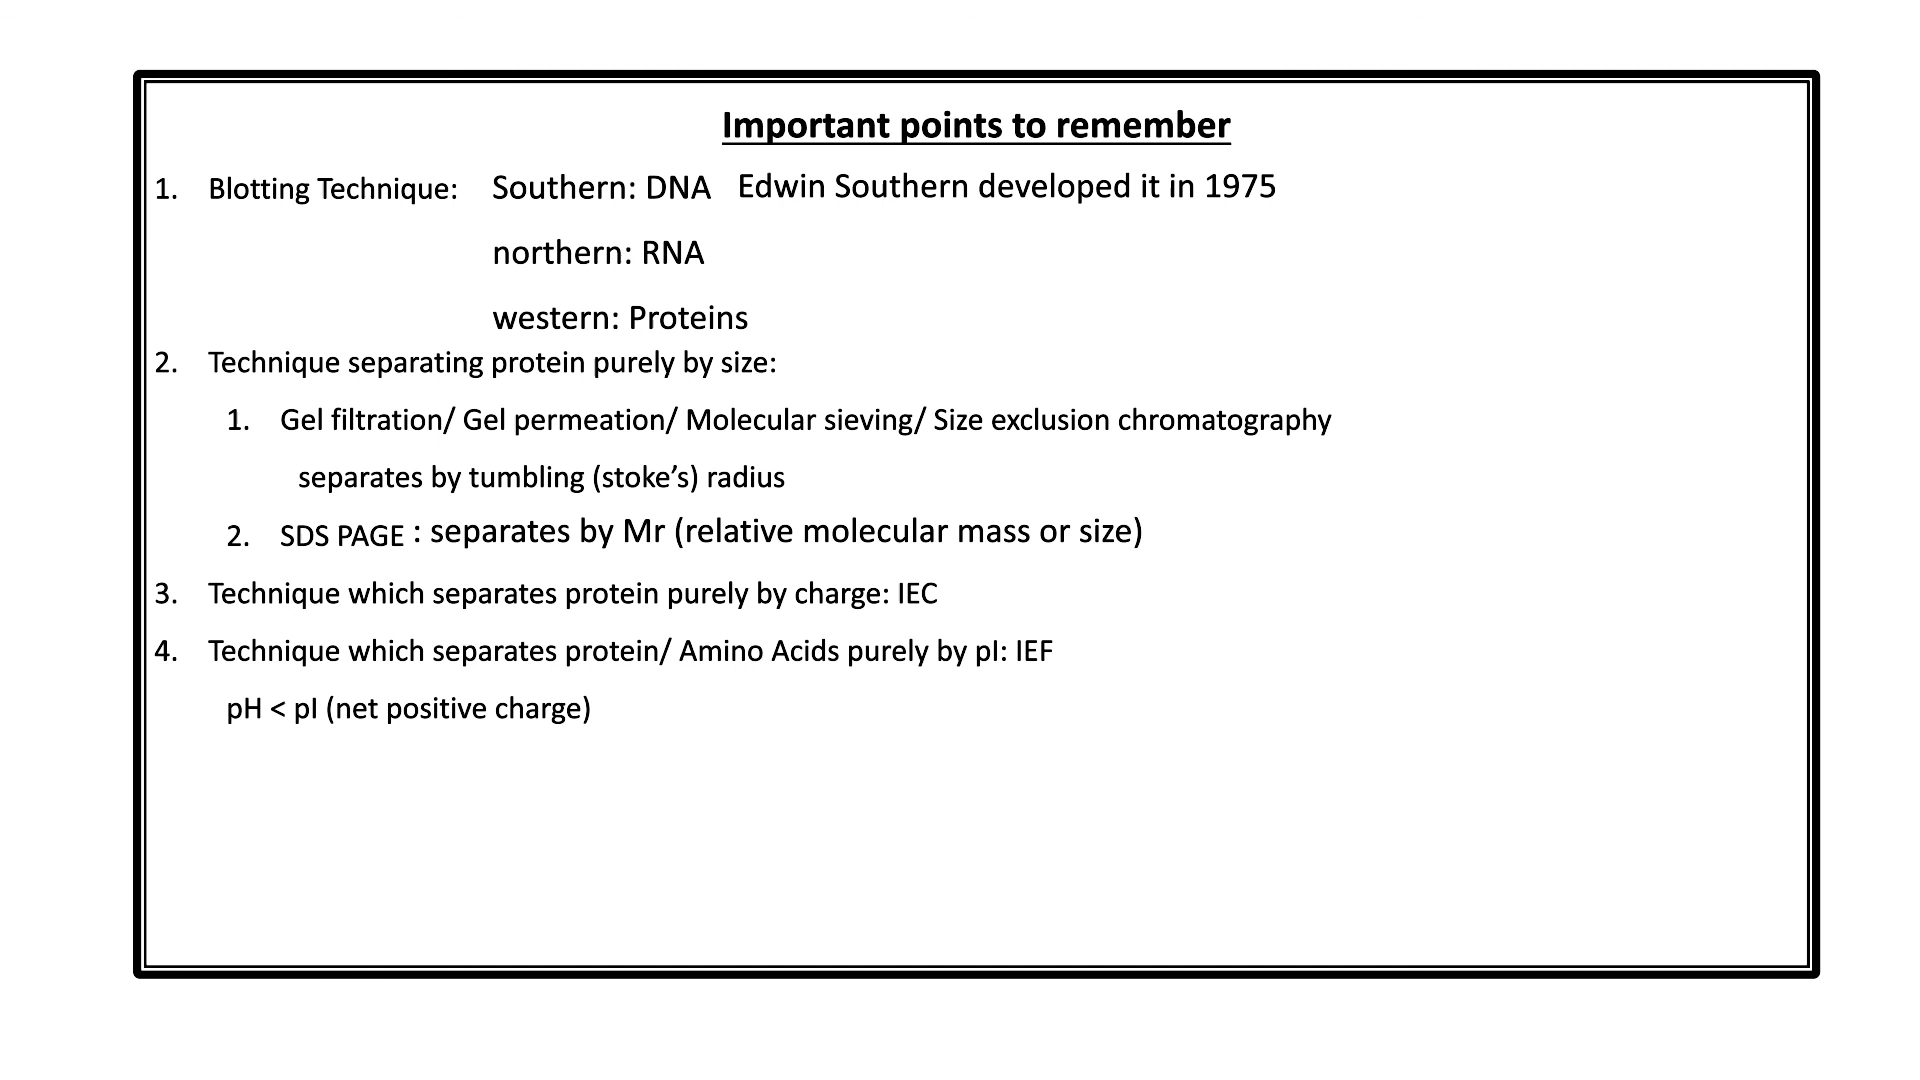 Important points to remember
1. Blotting Technique: Southern: DNA Edwin Southern developed it in 1975
northern: RNA
western: Proteins
2. Technique separating protein purely by size:
1. Gel filtration/ Gel permeation/ Molecular sieving/ Size exclusion chromatography
separates by tumbling (stoke’s) radius
2. SDS PAGE : separates by Mr (relative molecular mass or size)
3. Technique which separates protein purely by charge: IEC
4. Technique which separates protein/ Amino Acids purely by pI: IEF
pH < pI (net positive charge)